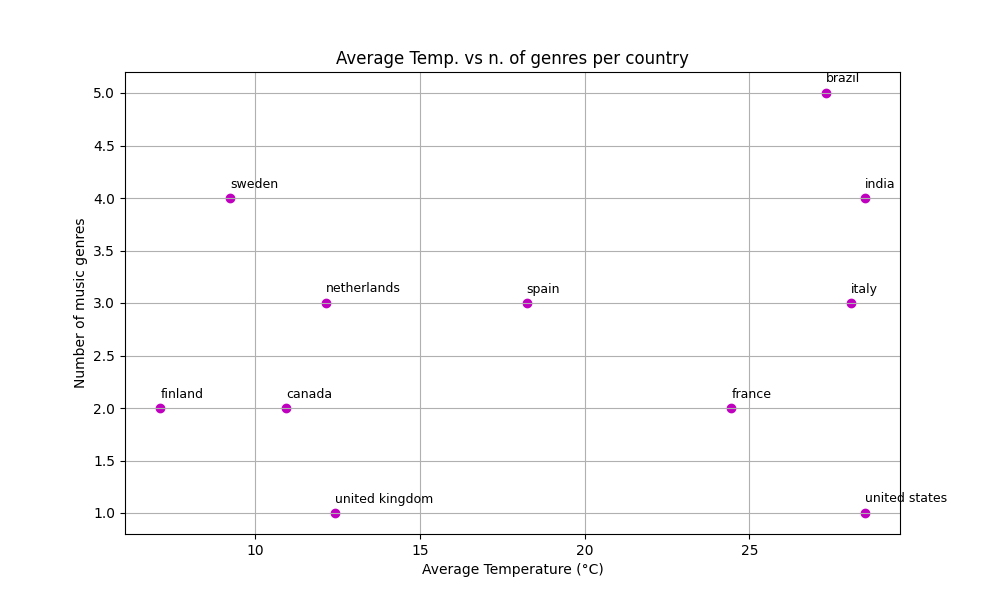 Average Temp. vs n. of genres per country
brazil
5.0
4.5
sweden
india
4.0
3.5
netherlands
spain
italy
3.0
2.5
finland
canada
france
2.0
1.5
united kingdom
united states
1.0
Number of music genres
10
15
20
25
Average Temperature (°C)